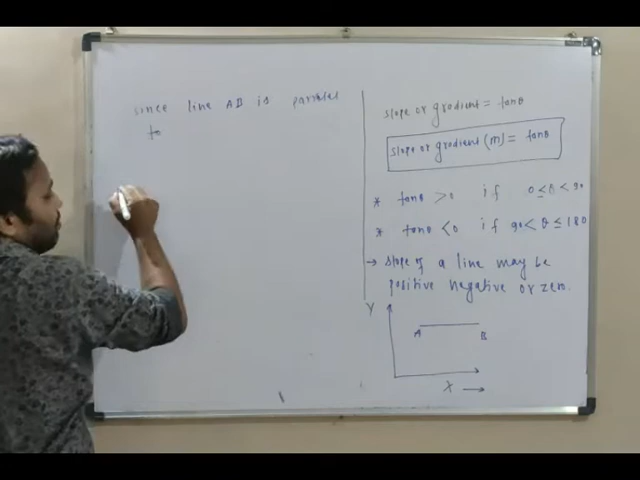 since line AB is parallel
to
slope or gradient = tanθ
slope or gradient (m) = tanθ
* tanθ >0 if 0≤θ<90
* tanθ <0 if 90<θ≤180
→ slope of a line may be
positive negative or zero.
Y
A B
X →